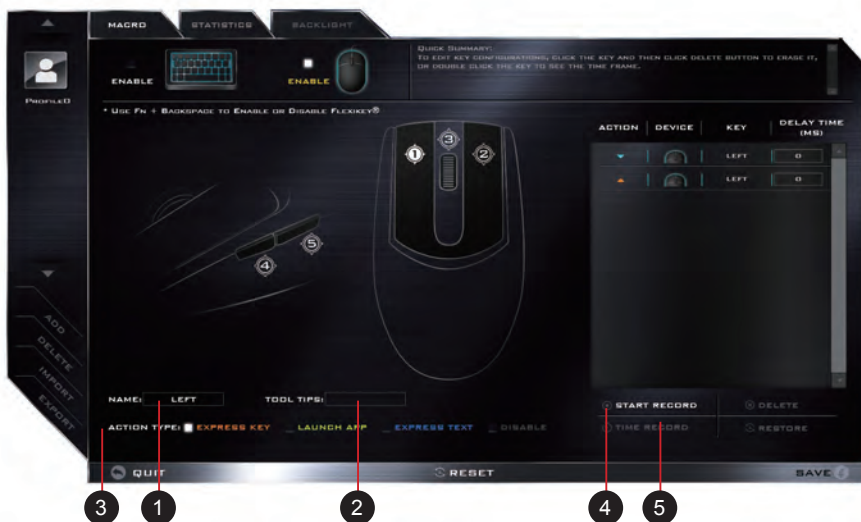 MACRO STATISTICS BACKLIGHT
PROFILE0
ENABLE
ENABLE
QUICK SUMMARY:
TO EDIT KEY CONFIGURATIONS, CLICK THE KEY AND THEN CLICK DELETE BUTTON TO ERASE IT,
OR DOUBLE CLICK THE KEY TO SEE THE TIME FRAME.
* USE FN + BACKSPACE TO ENABLE OR DISABLE FLEXIKEY®
1
3
2
4
5
ACTION DEVICE KEY DELAY TIME
(MS)
LEFT 0
LEFT 0
ADD
DELETE
IMPORT
EXPORT
NAME: LEFT TOOL TIPS:
ACTION TYPE: EXPRESS KEY LAUNCH APP EXPRESS TEXT DISABLE
START RECORD DELETE
TIME RECORD RESTORE
QUIT RESET SAVE
3 1 2 4 5